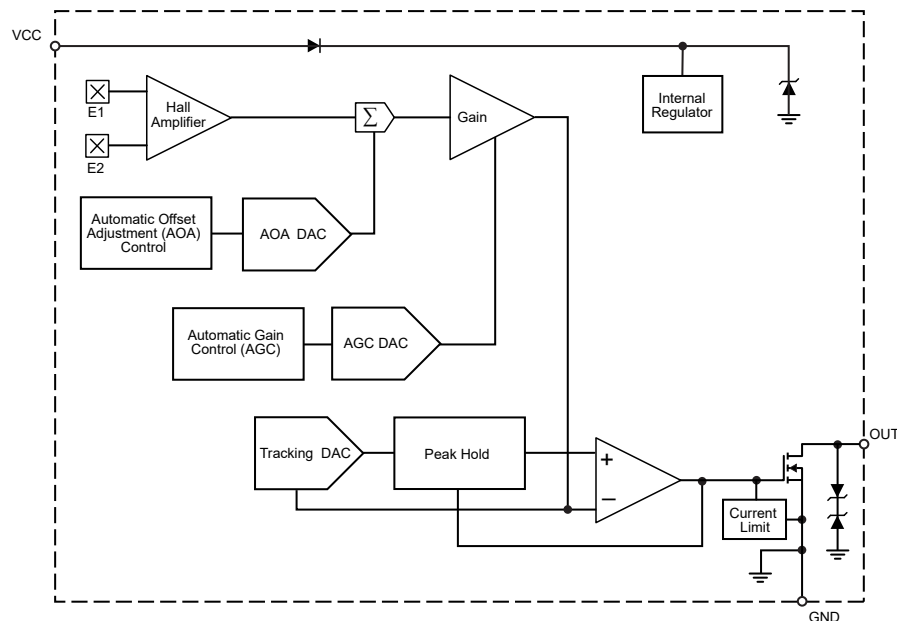 VCC
E1
E2
Hall
Amplifier
Σ
Gain
Internal
Regulator
Automatic Offset
Adjustment (AOA)
Control
AOA DAC
Automatic Gain
Control (AGC)
AGC DAC
Tracking DAC
Peak Hold
+
–
Current
Limit
OUT
GND